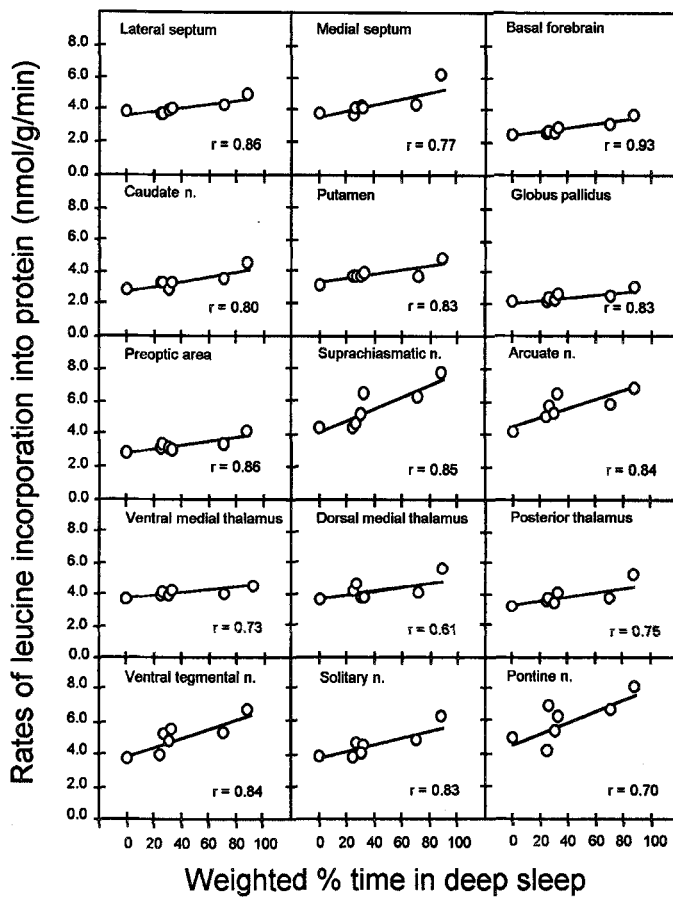 Rates of leucine incorporation into protein (nmol/g/min)
Lateral septum Medial septum Basal forebrain
8.0
6.0
4.0
2.0
0.0
r = 0.86 r = 0.77 r = 0.93
Caudate n. Putamen Globus pallidus
8.0
6.0
4.0
2.0
0.0
r = 0.80 r = 0.83 r = 0.83
Preoptic area Suprachiasmatic n. Arcuate n.
8.0
6.0
4.0
2.0
0.0
r = 0.86 r = 0.85 r = 0.84
Ventral medial thalamus Dorsal medial thalamus Posterior thalamus
8.0
6.0
4.0
2.0
0.0
r = 0.73 r = 0.61 r = 0.75
Ventral tegmental n. Solitary n. Pontine n.
8.0
6.0
4.0
2.0
0.0
r = 0.84 r = 0.83 r = 0.70
0 20 40 60 80 100 0 20 40 60 80 100 0 20 40 60 80 100
Weighted % time in deep sleep